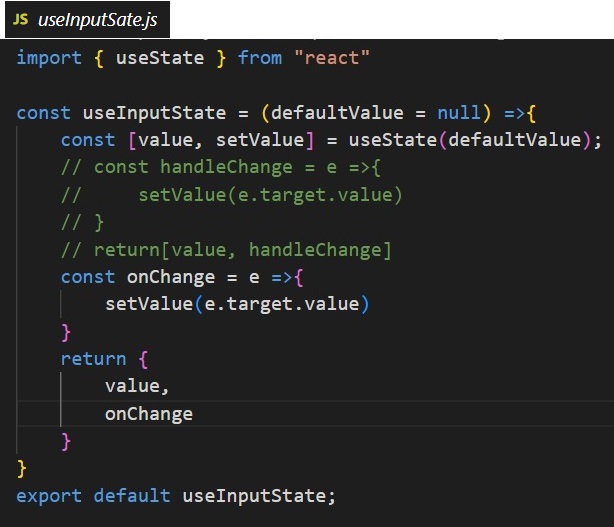 JS useInputSate.js
import { useState } from "react"
const useInputState = (defaultValue = null) =>{
    const [value, setValue] = useState(defaultValue);
    // const handleChange = e =>{
    //     setValue(e.target.value)
    // }
    // return[value, handleChange]
    const onChange = e =>{
        setValue(e.target.value)
    }
    return {
        value,
        onChange
    }
}
export default useInputState;